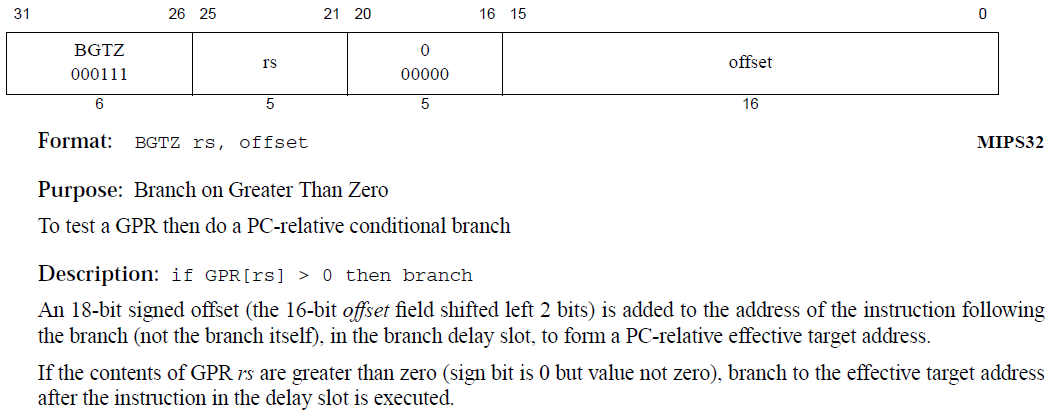 31 26 25 21 20 16 15 0
BGTZ 0
rs offset
000111 00000
6 5 5 16
Format: BGTZ rs, offset MIPS32
Purpose: Branch on Greater Than Zero
To test a GPR then do a PC-relative conditional branch
Description: if GPR[rs] > 0 then branch
An 18-bit signed offset (the 16-bit offset field shifted left 2 bits) is added to the address of the instruction following
the branch (not the branch itself), in the branch delay slot, to form a PC-relative effective target address.
If the contents of GPR rs are greater than zero (sign bit is 0 but value not zero), branch to the effective target address
after the instruction in the delay slot is executed.